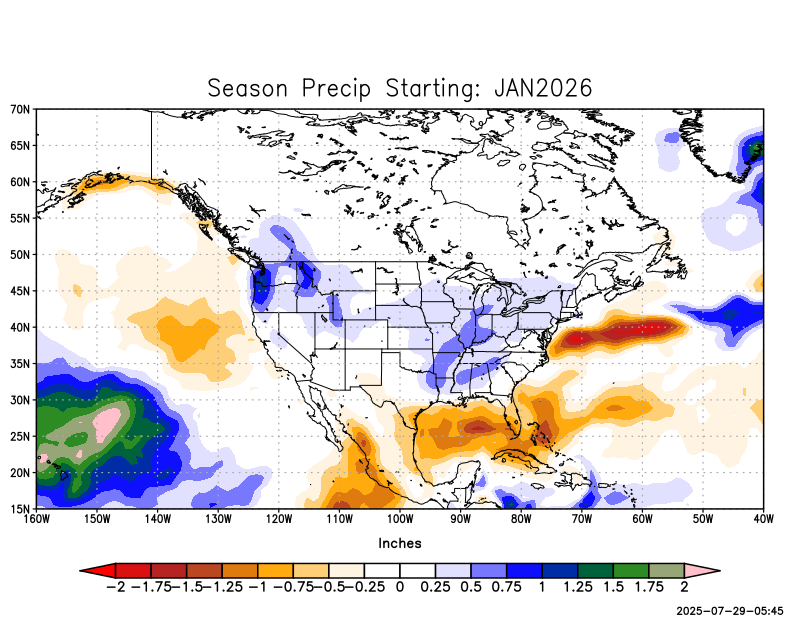 Season Precip Starting: JAN2026
70N
65N
60N
55N
50N
45N
40N
35N
30N
25N
20N
15N
160W 150W 140W 130W 120W 110W 100W 90W 80W 70W 60W 50W 40W
Inches
-2 -1.75 -1.5 -1.25 -1 -0.75 -0.5 -0.25 0 0.25 0.5 0.75 1 1.25 1.5 1.75 2
2025-07-29-05:45